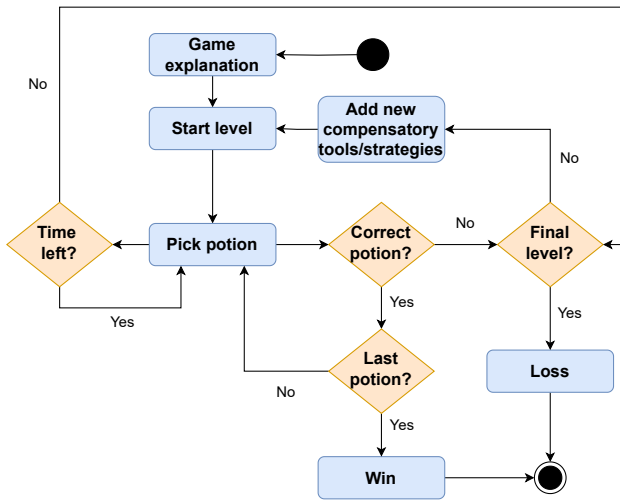 Game
explanation
No
Start level
Add new
compensatory
tools/strategies
No
Time
left?
Pick potion
Correct
potion?
No
Final
level?
Yes
Yes
Yes
Last
potion?
No
Loss
Yes
Win